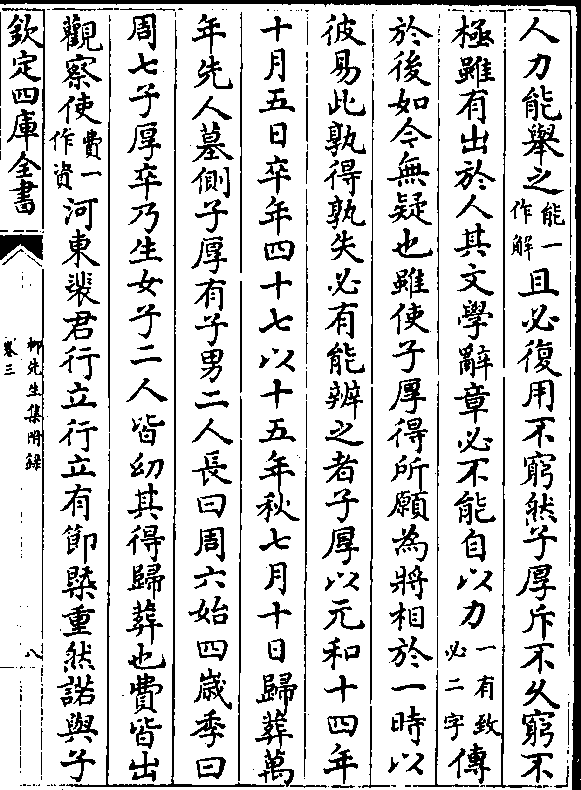 人力能舉之能一作解且必復用不窮然子厚斥不久窮不
極雖有出於人其文學辭章必不能自以力一有致必二字傳
於後如今無疑也雖使子厚得所願為將相於一時以
彼易此孰得孰失必有能辨之者子厚以元和十四年
十月五日卒年四十七以十五年秋七月十日歸葬萬
年先人墓側子厚有子男二人長曰周六始四歲季曰
周七子厚卒乃生女子二人皆幼其得歸葬也費皆出
觀察使費一作資河東裴君行立行立有節槩重然諾與子
欽定四庫全書
柳先生集附錄
卷三
八